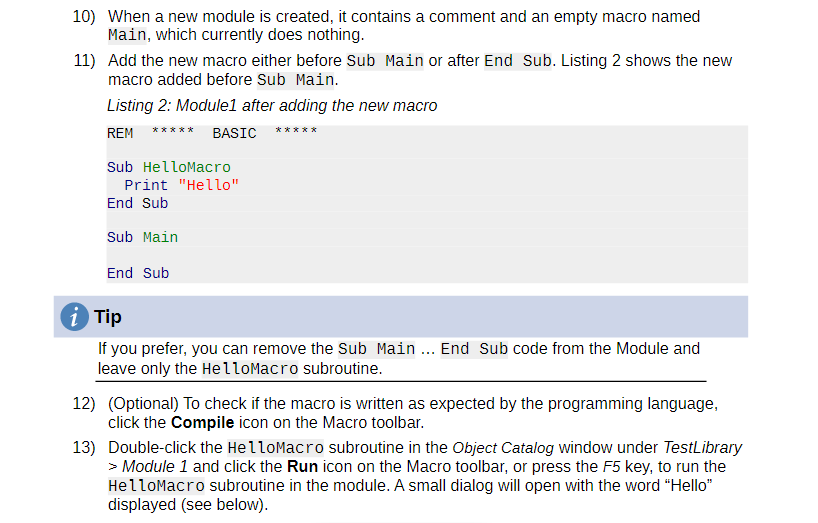 10) When a new module is created, it contains a comment and an empty macro named
Main, which currently does nothing.
11) Add the new macro either before Sub Main or after End Sub. Listing 2 shows the new
macro added before Sub Main.
Listing 2: Module1 after adding the new macro
REM  *****  BASIC  *****
Sub HelloMacro
  Print "Hello"
End Sub
Sub Main
End Sub
i Tip
If you prefer, you can remove the Sub Main … End Sub code from the Module and
leave only the HelloMacro subroutine.
12) (Optional) To check if the macro is written as expected by the programming language,
click the Compile icon on the Macro toolbar.
13) Double-click the HelloMacro subroutine in the Object Catalog window under TestLibrary
> Module 1 and click the Run icon on the Macro toolbar, or press the F5 key, to run the
HelloMacro subroutine in the module. A small dialog will open with the word “Hello”
displayed (see below).